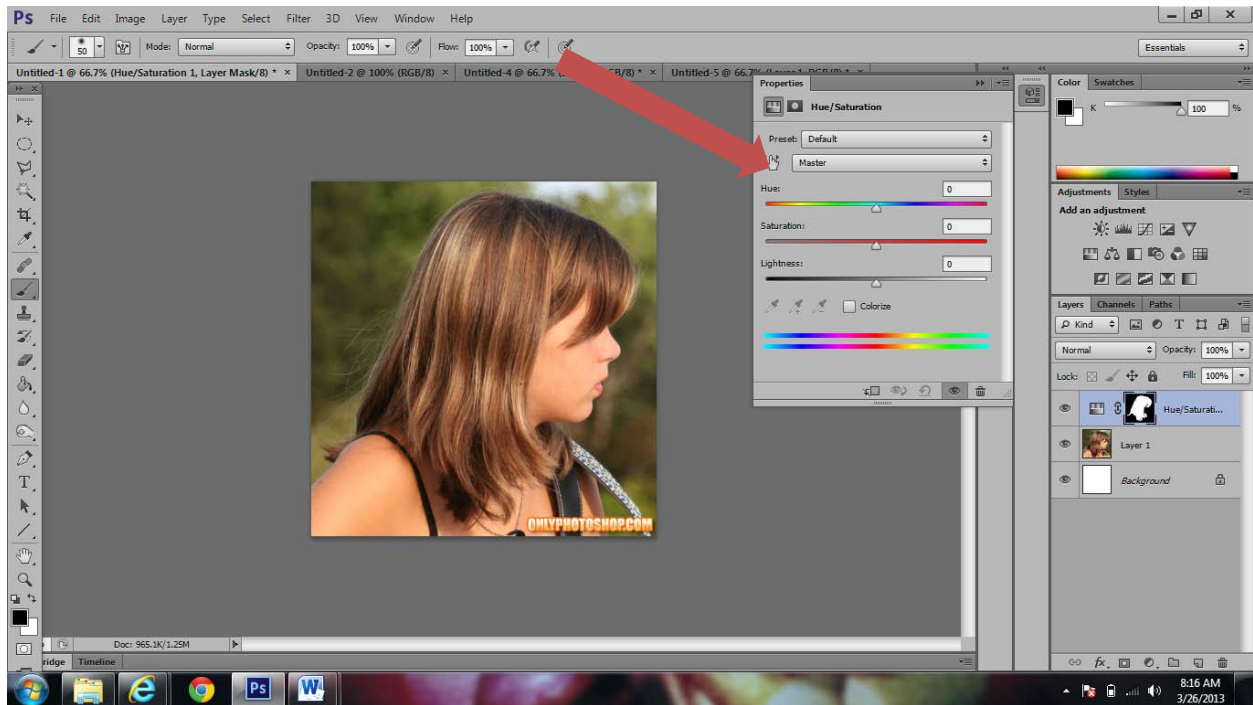 Ps File Edit Image Layer Type Select Filter 3D View Window Help
50 Mode: Normal Opacity: 100% Flow: 100% Essentials
Untitled-1 @ 66.7% (Hue/Saturation 1, Layer Mask/8) * × Untitled-2 @ 100% (RGB/8) × Untitled-4 @ 66.7% RGB/8) * × Untitled-5 @ 66.7%
Properties
Hue/Saturation
Preset: Default
Master
Hue: 0
Saturation: 0
Lightness: 0
Colorize
Color Swatches
K 100 %
Adjustments Styles
Add an adjustment
Layers Channels Paths
Kind T
Normal Opacity: 100%
Lock: Fill: 100%
Hue/Saturati...
Layer 1
Background
fx
T
ONLYPHOTOSHOP.COM
Doc: 965.1K/1.25M
ridge Timeline
Ps W
8:16 AM
3/26/2013